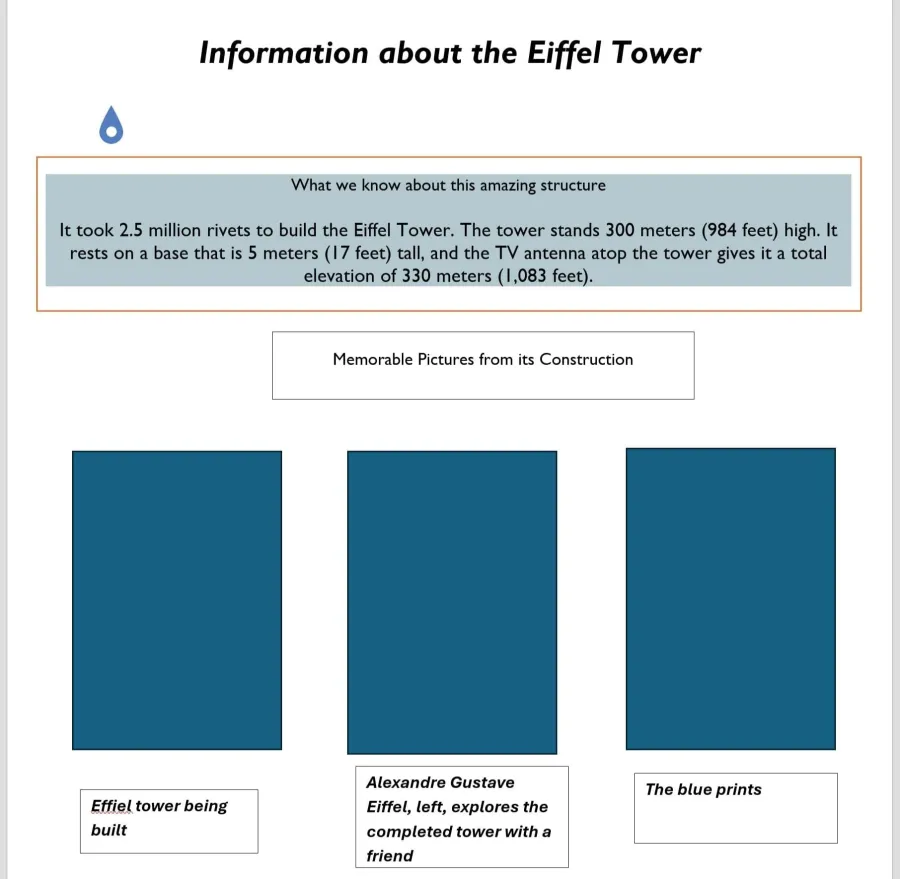 Information about the Eiffel Tower
What we know about this amazing structure
It took 2.5 million rivets to build the Eiffel Tower. The tower stands 300 meters (984 feet) high. It
rests on a base that is 5 meters (17 feet) tall, and the TV antenna atop the tower gives it a total
elevation of 330 meters (1,083 feet).
Memorable Pictures from its Construction
Effiel tower being
built
Alexandre Gustave
Eiffel, left, explores the
completed tower with a
friend
The blue prints